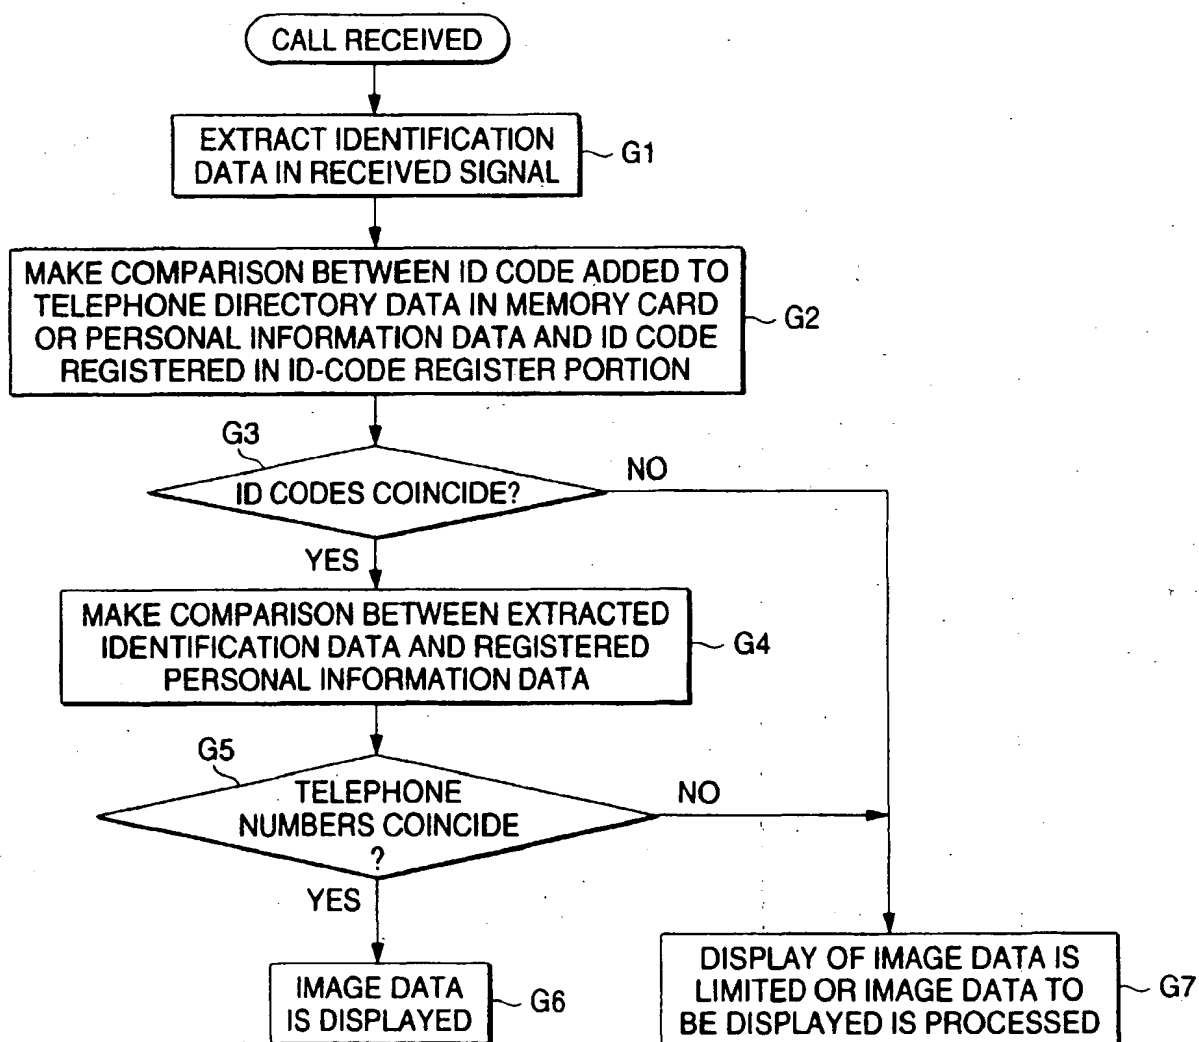 CALL RECEIVED
EXTRACT IDENTIFICATION
DATA IN RECEIVED SIGNAL
G1
MAKE COMPARISON BETWEEN ID CODE ADDED TO
TELEPHONE DIRECTORY DATA IN MEMORY CARD
OR PERSONAL INFORMATION DATA AND ID CODE
REGISTERED IN ID-CODE REGISTER PORTION
G2
G3
ID CODES COINCIDE?
NO
YES
MAKE COMPARISON BETWEEN EXTRACTED
IDENTIFICATION DATA AND REGISTERED
PERSONAL INFORMATION DATA
G4
G5
TELEPHONE
NUMBERS COINCIDE
?
NO
YES
IMAGE DATA
IS DISPLAYED
G6
DISPLAY OF IMAGE DATA IS
LIMITED OR IMAGE DATA TO
BE DISPLAYED IS PROCESSED
G7